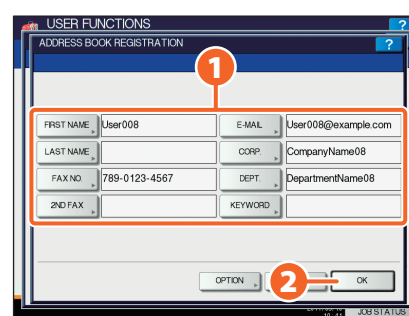 USER FUNCTIONS ?
ADDRESS BOOK REGISTRATION ?
1
FIRST NAME User008 E-MAIL User008@example.com
LAST NAME CORP. CompanyName08
FAX NO. 789-0123-4567 DEPT. DepartmentName08
2ND FAX KEYWORD
OPTION 2 OK
JOB STATUS